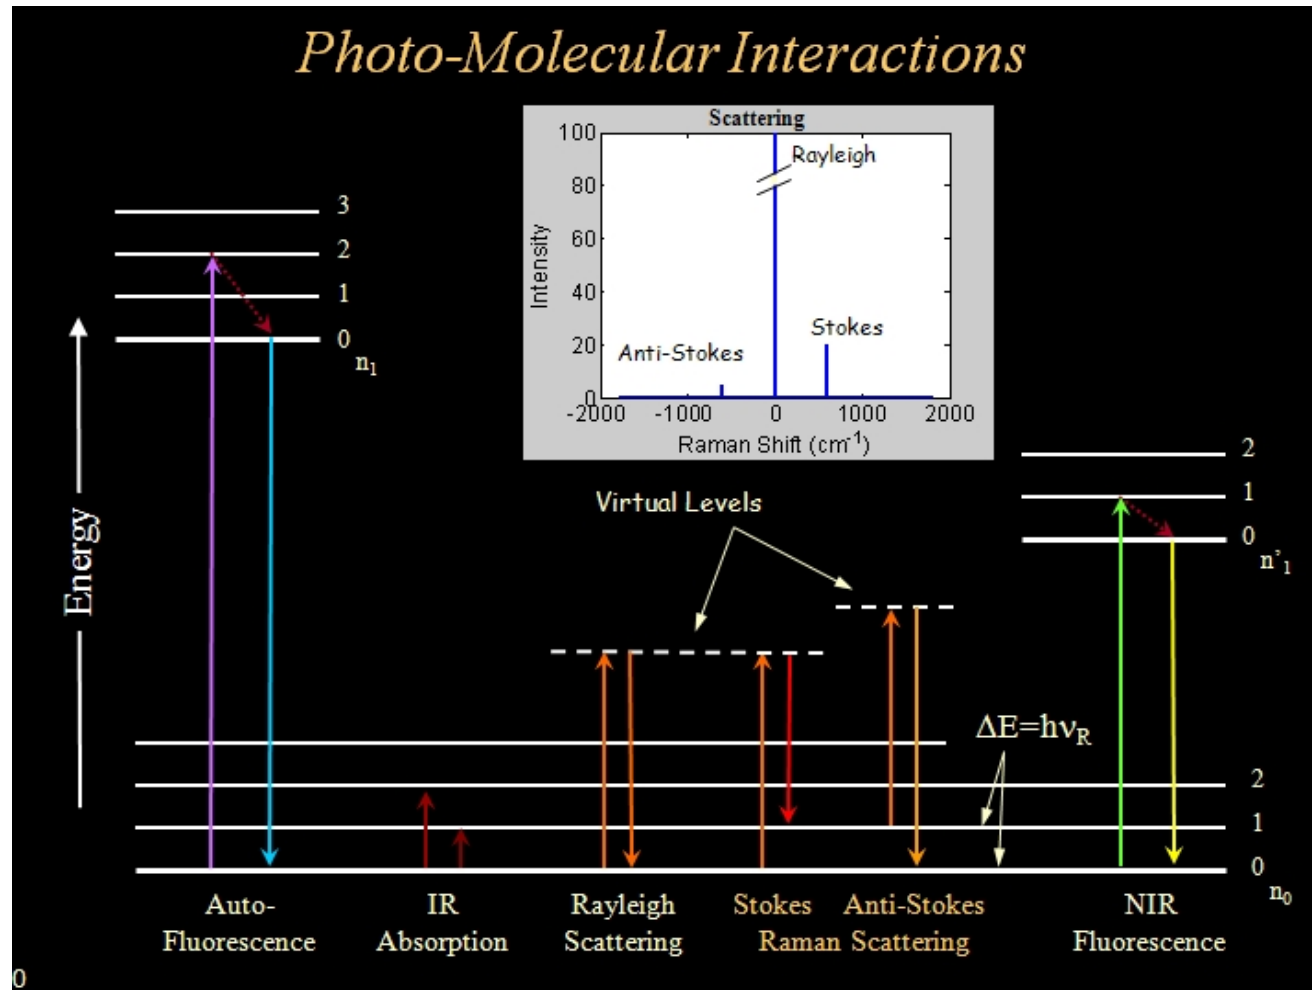 Photo-Molecular Interactions
Scattering
100
80
60
40
20
0
Intensity
Rayleigh
Stokes
Anti-Stokes
-2000 -1000 0 1000 2000
Raman Shift (cm⁻¹)
3
2
1
0
n₁
Energy
Virtual Levels
2
1
0
n'₁
ΔE=hν_R
2
1
0
n₀
Auto-
Fluorescence
IR
Absorption
Rayleigh
Scattering
Stokes Anti-Stokes
Raman Scattering
NIR
Fluorescence
0